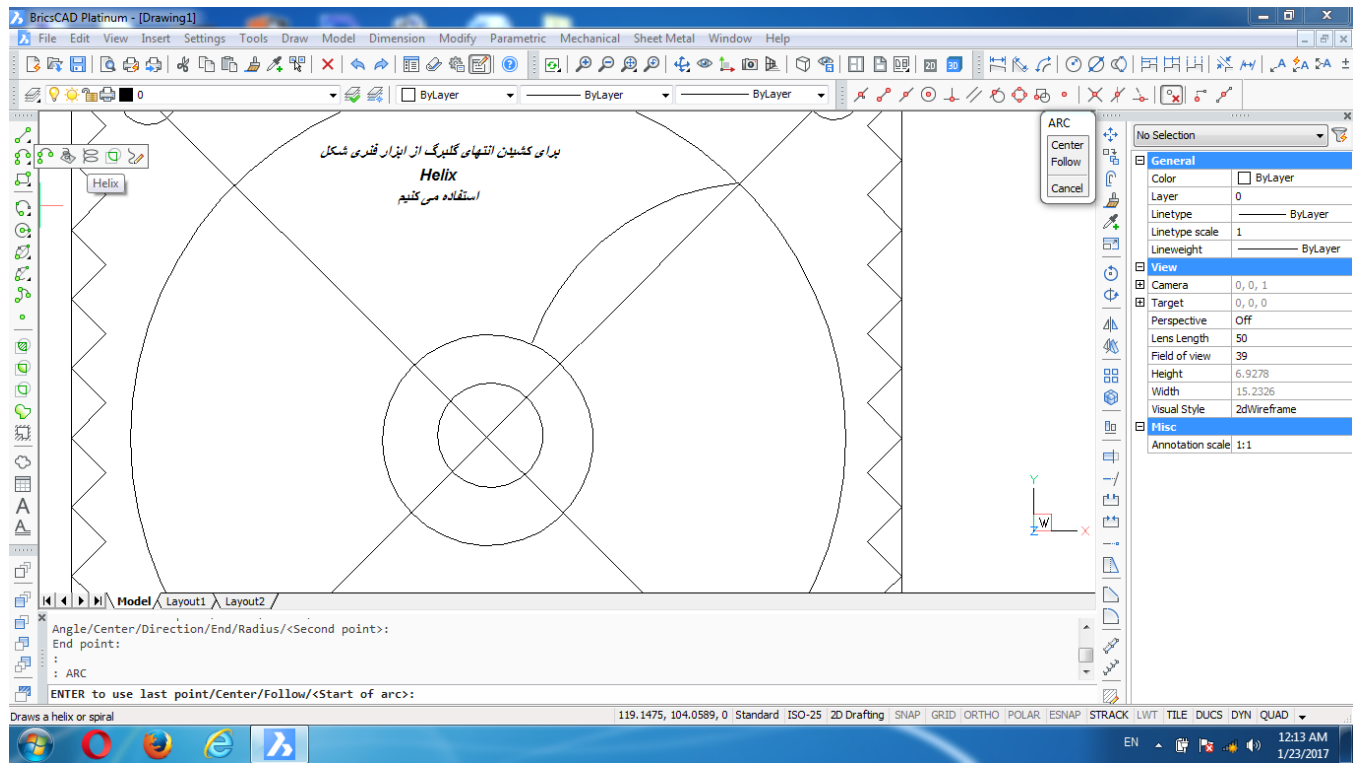 BricsCAD Platinum - [Drawing1]
File Edit View Insert Settings Tools Draw Model Dimension Modify Parametric Mechanical Sheet Metal Window Help
0 ByLayer ByLayer ByLayer
Helix
برای کشیدن انتهای گلبرگ از ابزار فنری شکل
Helix
استفاده می کنیم
ARC
Center
Follow
Cancel
No Selection
General
Color ByLayer
Layer 0
Linetype ByLayer
Linetype scale 1
Lineweight ByLayer
View
Camera 0, 0, 1
Target 0, 0, 0
Perspective Off
Lens Length 50
Field of view 39
Height 6.9278
Width 15.2326
Visual Style 2dWireframe
Misc
Annotation scale 1:1
Y
W
Z X
Model Layout1 Layout2
Angle/Center/Direction/End/Radius/<Second point>:
End point:
:
: ARC
ENTER to use last point/Center/Follow/<Start of arc>:
Draws a helix or spiral 119.1475, 104.0589, 0 Standard ISO-25 2D Drafting SNAP GRID ORTHO POLAR ESNAP STRACK LWT TILE DUCS DYN QUAD
EN 12:13 AM
1/23/2017